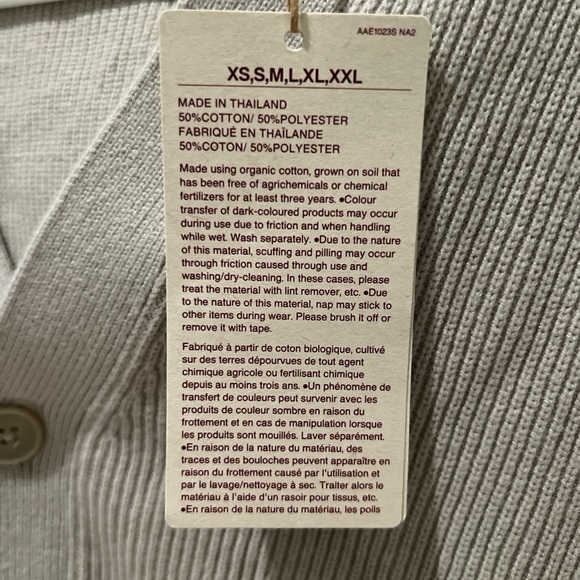 AAE1023S NA2
XS,S,M,L,XL,XXL
MADE IN THAILAND
50%COTTON/ 50%POLYESTER
FABRIQUÉ EN THAÏLANDE
50%COTON/ 50%POLYESTER
Made using organic cotton, grown on soil that
has been free of agrichemicals or chemical
fertilizers for at least three years. •Colour
transfer of dark-coloured products may occur
during use due to friction and when handling
while wet. Wash separately. •Due to the nature
of this material, scuffing and pilling may occur
through friction caused through use and
washing/dry-cleaning. In these cases, please
treat the material with lint remover, etc. •Due
to the nature of this material, nap may stick to
other items during wear. Please brush it off or
remove it with tape.
Fabriqué à partir de coton biologique, cultivé
sur des terres dépourvues de tout agent
chimique agricole ou fertilisant chimique
depuis au moins trois ans. •Un phénomène de
transfert de couleurs peut survenir avec les
produits de couleur sombre en raison du
frottement et en cas de manipulation lorsque
les produits sont mouillés. Laver séparément.
•En raison de la nature du matériau, des
traces et des bouloches peuvent apparaître en
raison du frottement causé par l'utilisation et
par le lavage/nettoyage à sec. Traiter alors le
matériau à l'aide d'un rasoir pour tissus, etc.
•En raison de la nature du matériau, les poils